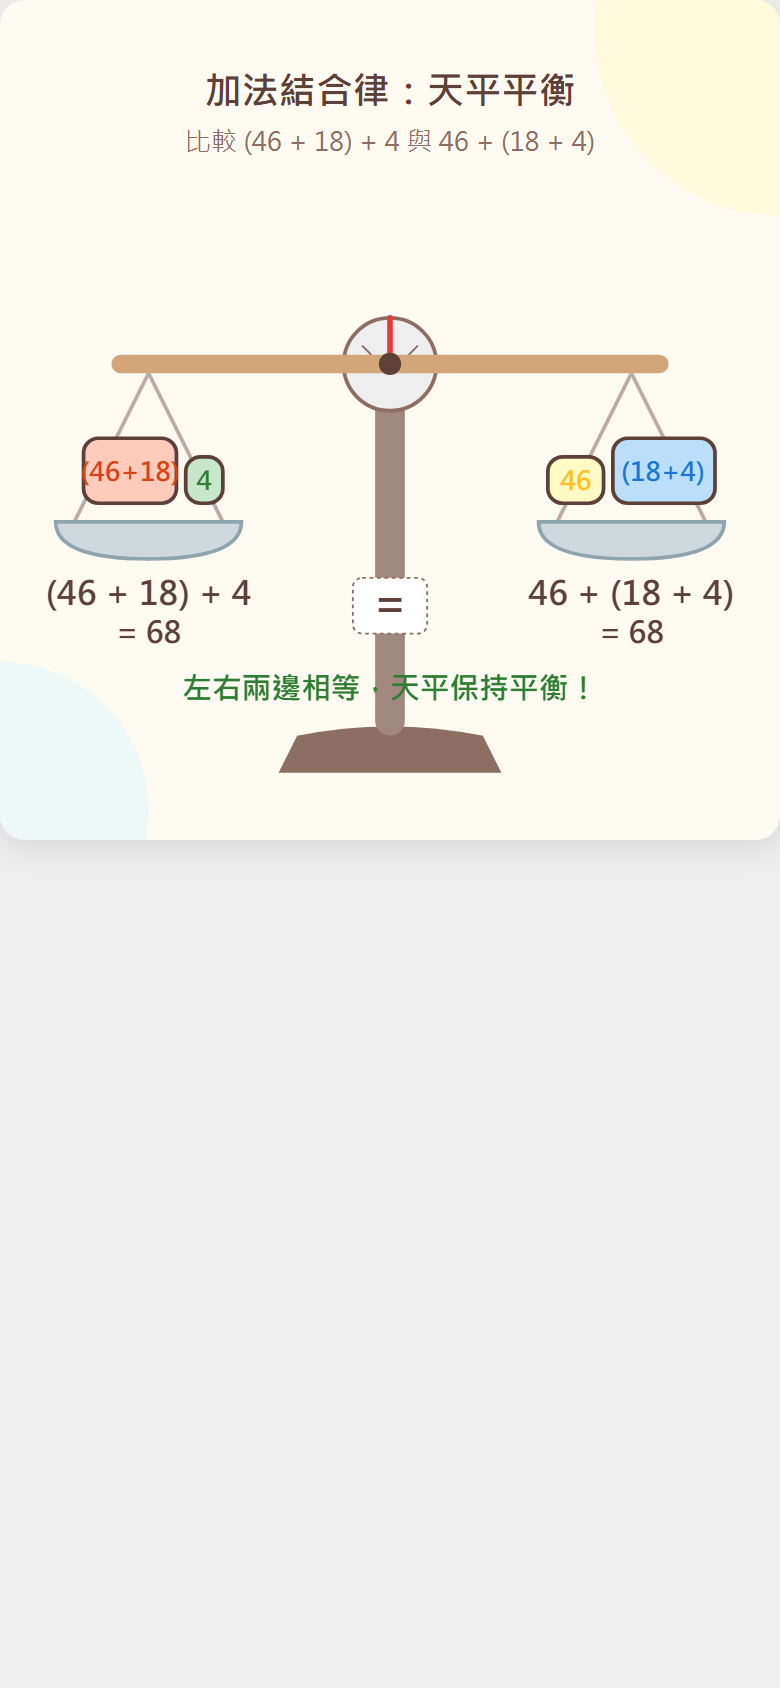 加法結合律：天平平衡
比較 (46 + 18) + 4 與 46 + (18 + 4)
(46+18)
4
46
(18+4)
(46 + 18) + 4
= 68
=
46 + (18 + 4)
= 68
左右兩邊相等，天平保持平衡！